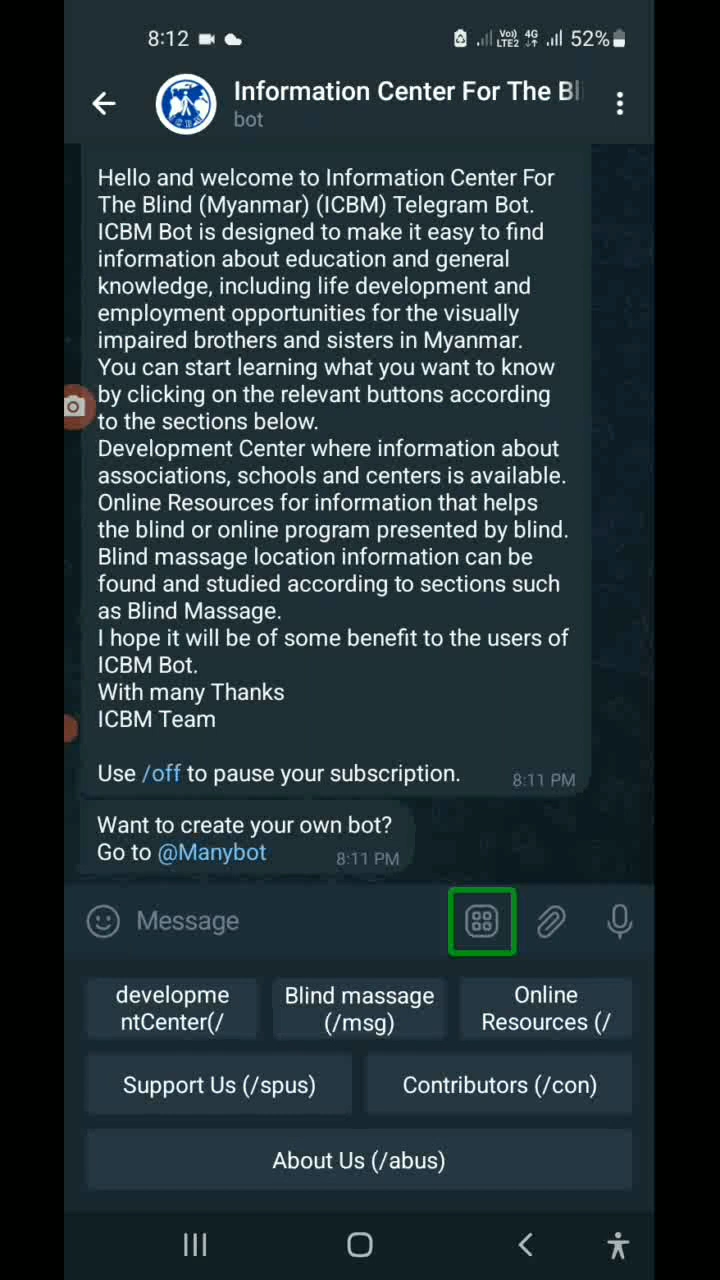 8:12
Vo)) 4G
LTE2
52%
Information Center For The Bl
bot
Hello and welcome to Information Center For
The Blind (Myanmar) (ICBM) Telegram Bot.
ICBM Bot is designed to make it easy to find
information about education and general
knowledge, including life development and
employment opportunities for the visually
impaired brothers and sisters in Myanmar.
You can start learning what you want to know
by clicking on the relevant buttons according
to the sections below.
Development Center where information about
associations, schools and centers is available.
Online Resources for information that helps
the blind or online program presented by blind.
Blind massage location information can be
found and studied according to sections such
as Blind Massage.
I hope it will be of some benefit to the users of
ICBM Bot.
With many Thanks
ICBM Team
Use /off to pause your subscription.
8:11 PM
Want to create your own bot?
Go to @Manybot
8:11 PM
Message
developme
ntCenter(/
Blind massage
(/msg)
Online
Resources (/
Support Us (/spus)
Contributors (/con)
About Us (/abus)